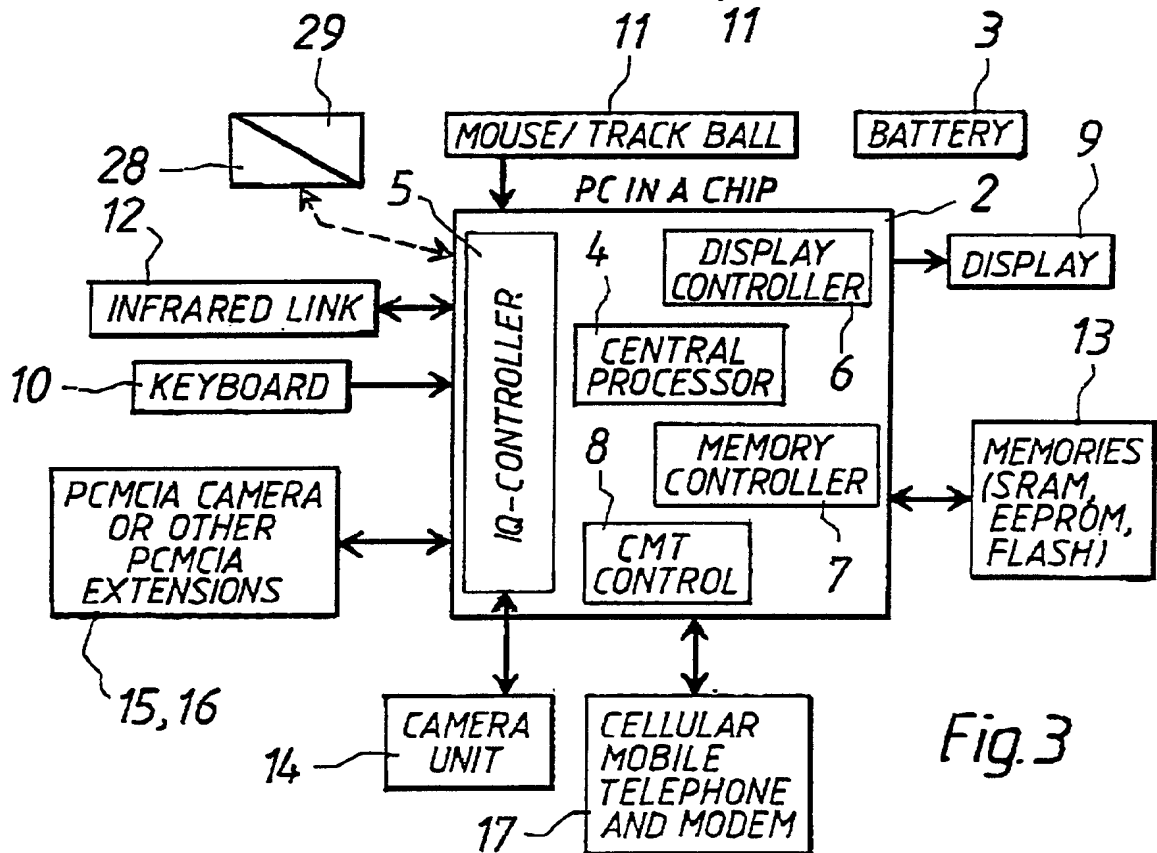 29
11
11
3
MOUSE/ TRACK BALL
BATTERY
28
9
12
5
PC IN A CHIP
2
4
DISPLAY
CONTROLLER
DISPLAY
INFRARED LINK
IQ-CONTROLLER
CENTRAL
PROCESSOR
6
13
10
KEYBOARD
8
MEMORY
CONTROLLER
MEMORIES
(SRAM,
EEPROM,
FLASH)
PCMCIA CAMERA
OR OTHER
PCMCIA
EXTENSIONS
CMT
CONTROL
7
15, 16
CAMERA
UNIT
14
CELLULAR
MOBILE
TELEPHONE
AND MODEM
17
Fig. 3